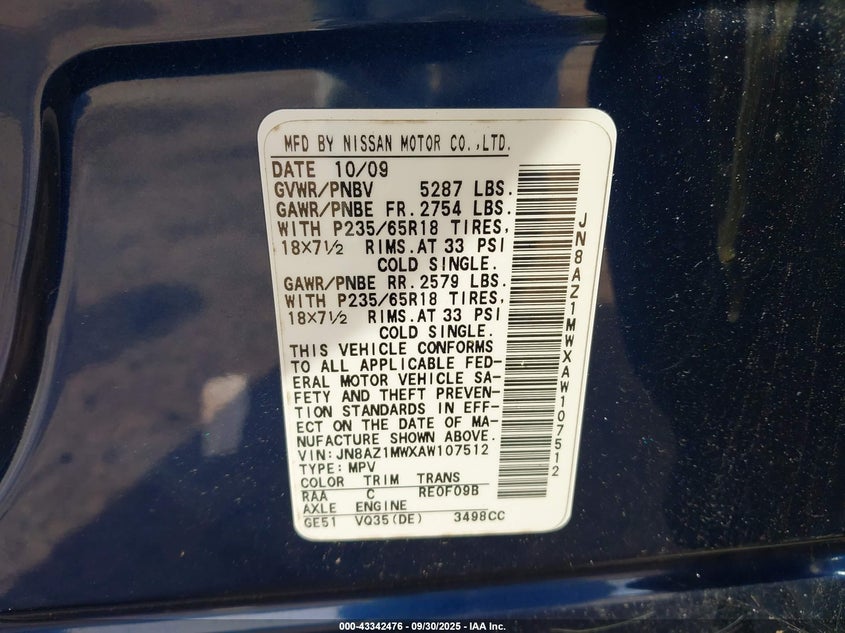 MFD BY NISSAN MOTOR CO.,LTD.
DATE 10/09
GVWR/PNBV 5287 LBS.
GAWR/PNBE FR. 2754 LBS.
WITH P235/65R18 TIRES,
18×7½ RIMS. AT 33 PSI
COLD SINGLE.
GAWR/PNBE RR. 2579 LBS.
WITH P235/65R18 TIRES,
18×7½ RIMS. AT 33 PSI
COLD SINGLE.
THIS VEHICLE CONFORMS
TO ALL APPLICABLE FED-
ERAL MOTOR VEHICLE SA-
FETY AND THEFT PREVEN-
TION STANDARDS IN EFF-
ECT ON THE DATE OF MA-
NUFACTURE SHOWN ABOVE.
VIN: JN8AZ1MWXAW107512
TYPE: MPV
COLOR TRIM TRANS
RAA C RE0F09B
AXLE ENGINE
GE51 VQ35(DE) 3498CC
JN8AZ1MWXAW107512
000-43342476 - 09/30/2025 - IAA Inc.